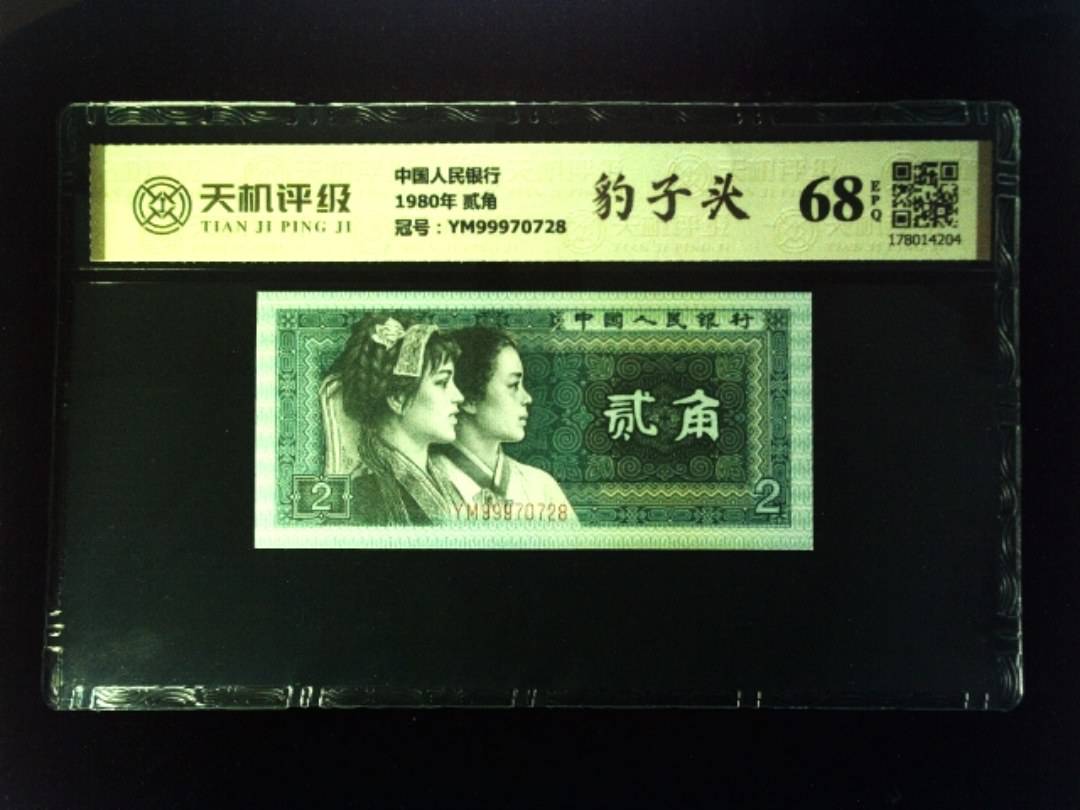 天机评级
TIAN JI PING JI
中国人民银行
1980年 贰角
冠号：YM99970728
豹子头
68
EPQ
178014204
中国人民银行
贰角
2
YM99970728
2